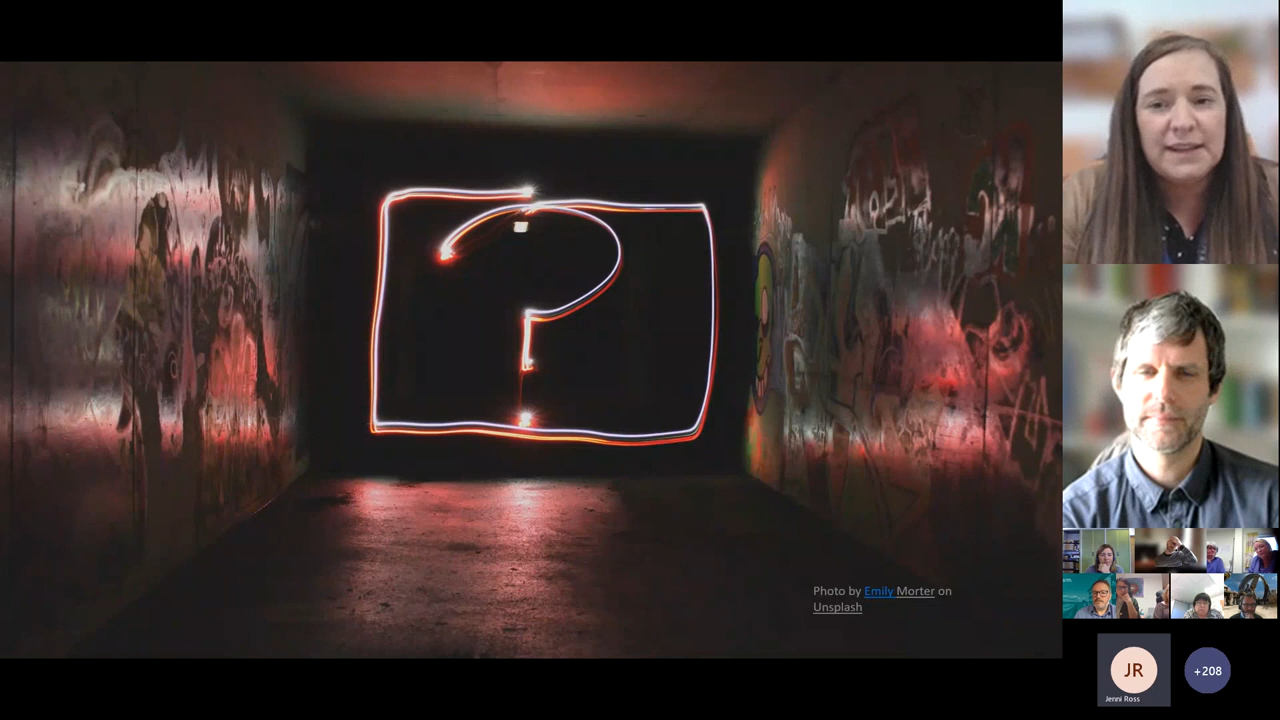 ?
Photo by Emily Morter on
Unsplash
JR
Jenni Ross
+208